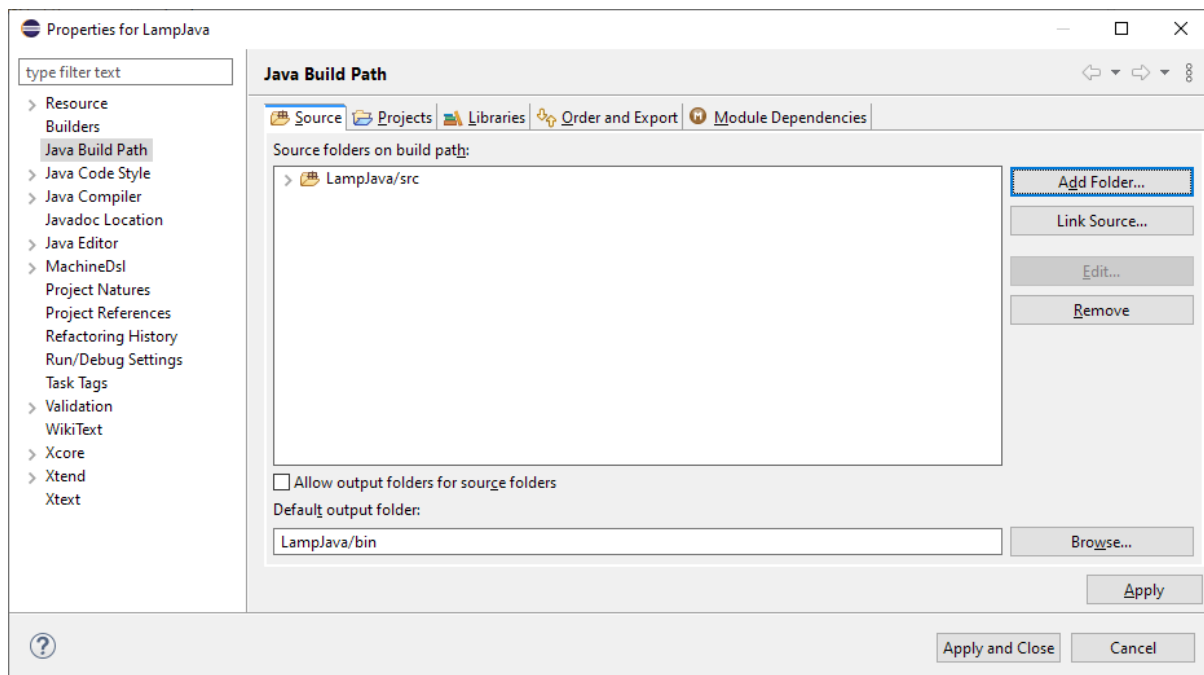 Properties for LampJava
type filter text
Resource
Builders
Java Build Path
Java Code Style
Java Compiler
Javadoc Location
Java Editor
MachineDsl
Project Natures
Project References
Refactoring History
Run/Debug Settings
Task Tags
Validation
WikiText
Xcore
Xtend
Xtext
Java Build Path
Source Projects Libraries Order and Export Module Dependencies
Source folders on build path:
LampJava/src
Add Folder...
Link Source...
Edit...
Remove
Allow output folders for source folders
Default output folder:
LampJava/bin
Browse...
Apply
Apply and Close Cancel